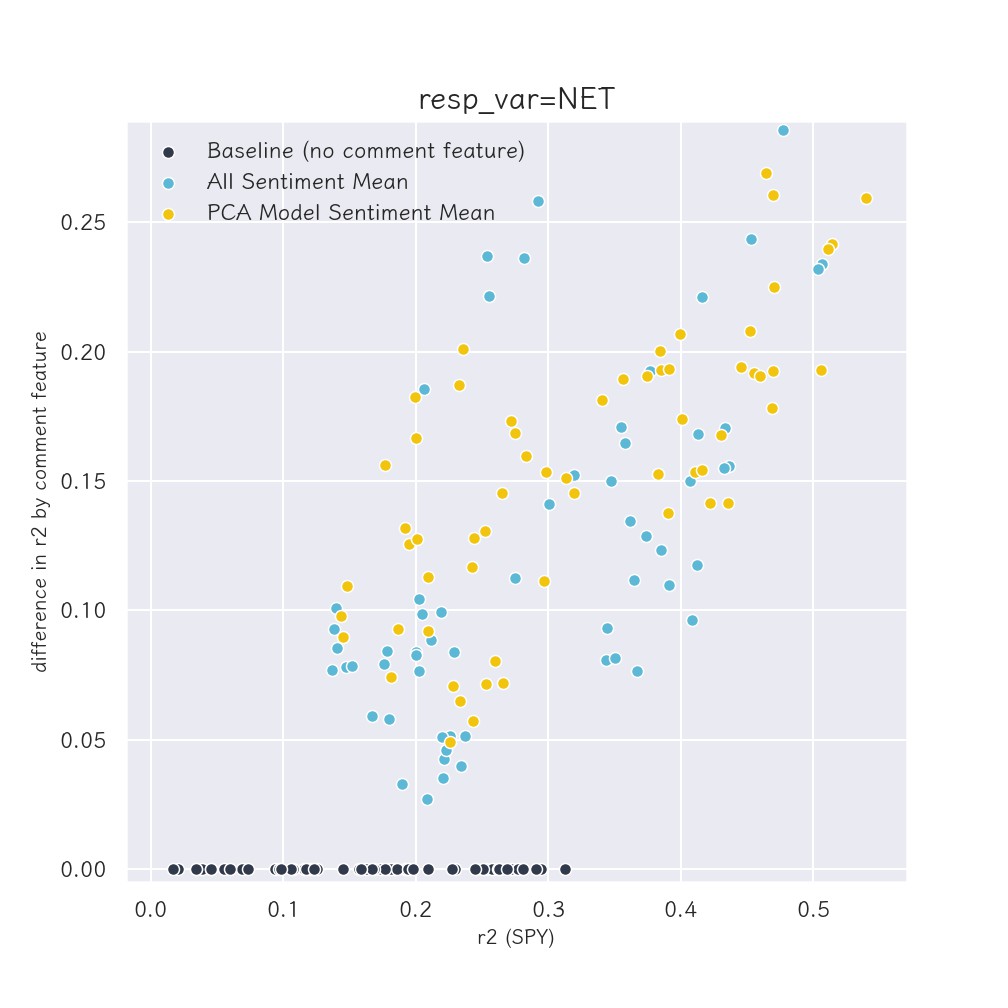 resp_var=NET
Baseline (no comment feature)
All Sentiment Mean
PCA Model Sentiment Mean
difference in r2 by comment feature
0.25
0.20
0.15
0.10
0.05
0.00
0.0 0.1 0.2 0.3 0.4 0.5
r2 (SPY)